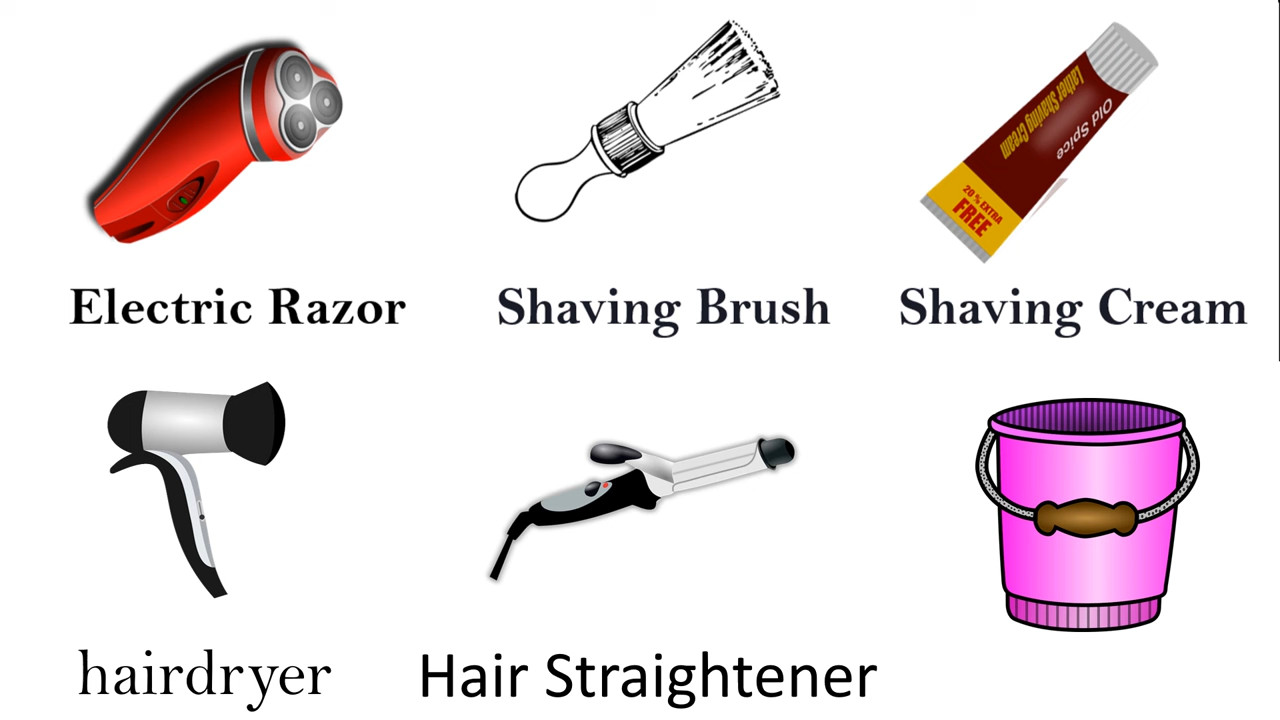 Lather Shaving Cream
Old Spice
20 % EXTRA
FREE
Electric Razor
Shaving Brush
Shaving Cream
hairdryer
Hair Straightener